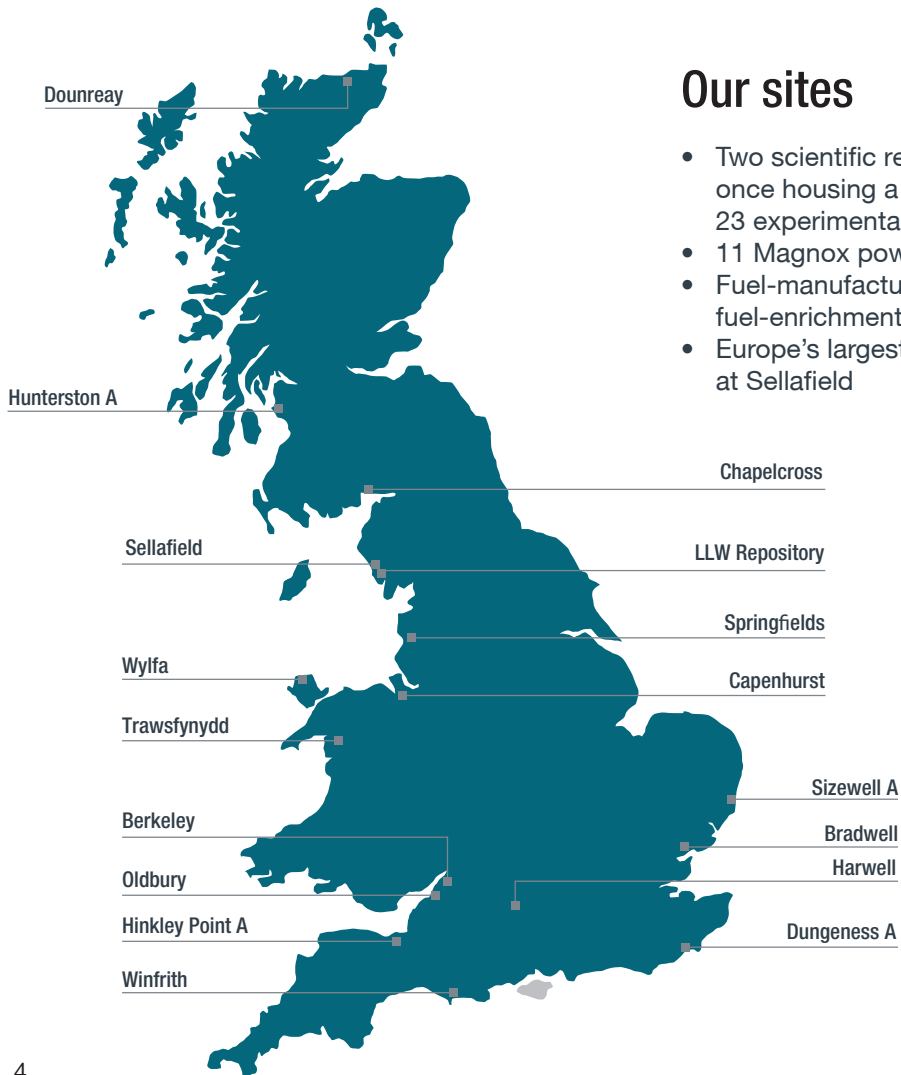 Our sites
• Two scientific re
once housing a
23 experimenta
• 11 Magnox pow
• Fuel-manufactu
fuel-enrichment
• Europe's largest
at Sellafield
Dounreay
Hunterston A
Chapelcross
Sellafield
LLW Repository
Springfields
Wylfa
Capenhurst
Trawsfynydd
Sizewell A
Berkeley
Bradwell
Harwell
Oldbury
Hinkley Point A
Dungeness A
Winfrith
4